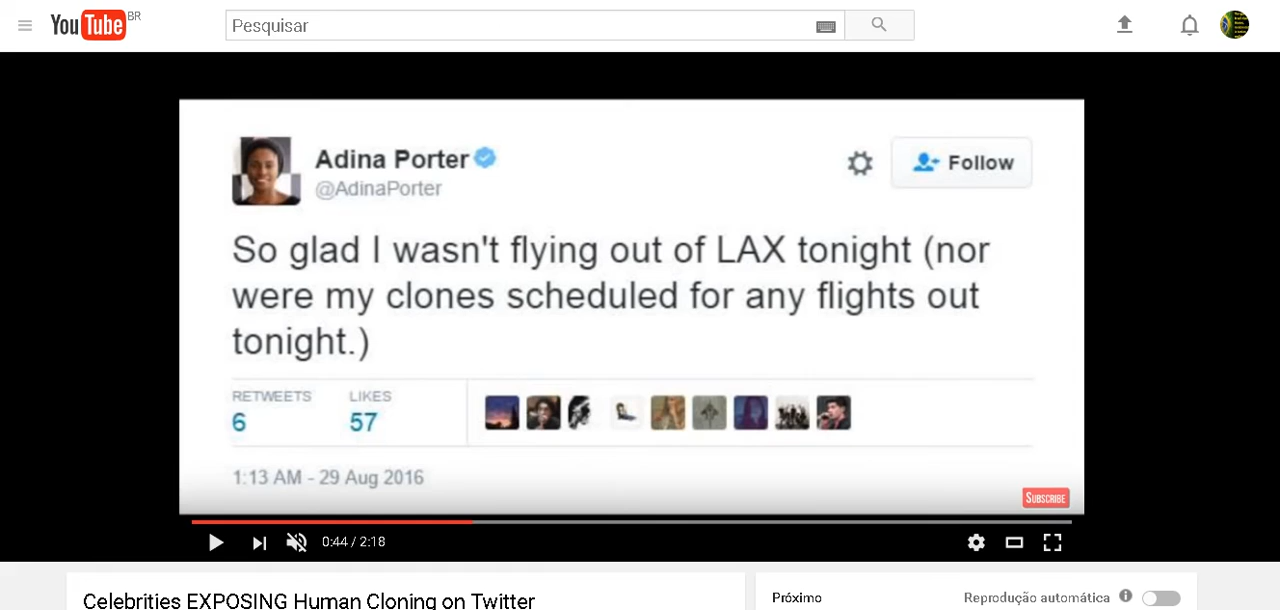 YouTube BR
Pesquisar
Adina Porter
@AdinaPorter
Follow
So glad I wasn't flying out of LAX tonight (nor
were my clones scheduled for any flights out
tonight.)
RETWEETS LIKES
6 57
1:13 AM - 29 Aug 2016
SUBSCRIBE
0:44 / 2:18
Celebrities EXPOSING Human Cloning on Twitter
Próximo
Reprodução automática